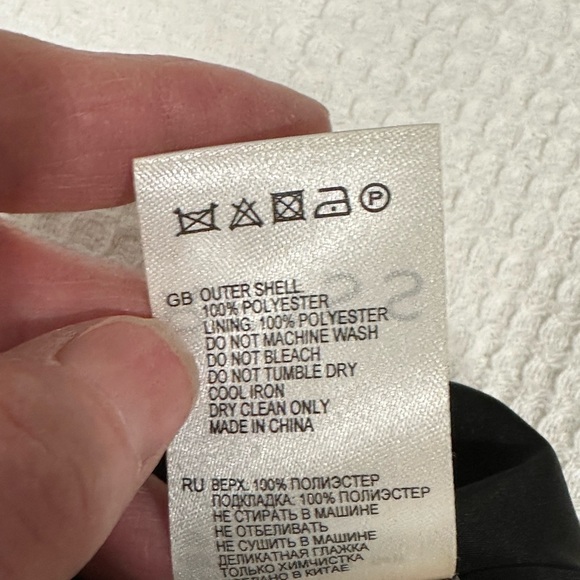 P
GB OUTER SHELL
100% POLYESTER
LINING: 100% POLYESTER
DO NOT MACHINE WASH
DO NOT BLEACH
DO NOT TUMBLE DRY
COOL IRON
DRY CLEAN ONLY
MADE IN CHINA
RU ВЕРХ: 100% ПОЛИЭСТЕР
ПОДКЛАДКА: 100% ПОЛИЭСТЕР
НЕ СТИРАТЬ В МАШИНЕ
НЕ ОТБЕЛИВАТЬ
НЕ СУШИТЬ В МАШИНЕ
ДЕЛИКАТНАЯ ГЛАЖКА
ТОЛЬКО ХИМЧИСТКА
СДЕЛАНО В КИТАЕ